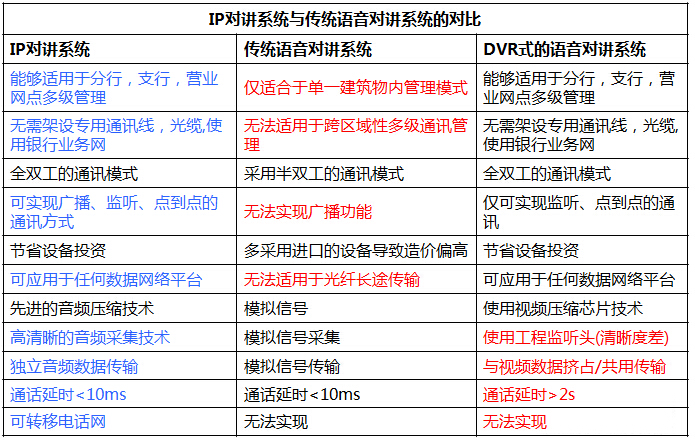 IP对讲系统与传统语音对讲系统的对比
IP对讲系统
传统语音对讲系统
DVR式的语音对讲系统
能够适用于分行，支行，营业
网点多级管理
仅适合于单一建筑物内管理模式
能够适用于分行，支行，营
业网点多级管理
无需架设专用通讯线，光缆,使
用银行业务网
无法适用于跨区域性多级通讯管
理
无需架设专用通讯线，光缆,
使用银行业务网
全双工的通讯模式
采用半双工的通讯模式
全双工的通讯模式
可实现广播、监听、点到点的
通讯方式
无法实现广播功能
仅可实现监听、点到点的通
讯
节省设备投资
多采用进口的设备导致造价偏高
节省设备投资
可应用于任何数据网络平台
无法适用于光纤长途传输
可应用于任何数据网络平台
先进的音频压缩技术
模拟信号
使用视频压缩芯片技术
高清晰的音频采集技术
模拟信号采集
使用工程监听头(清晰度差)
独立音频数据传输
模拟信号传输
与视频数据挤占/共用传输
通话延时<10ms
通话延时<10ms
通话延时>2s
可转移电话网
无法实现
无法实现